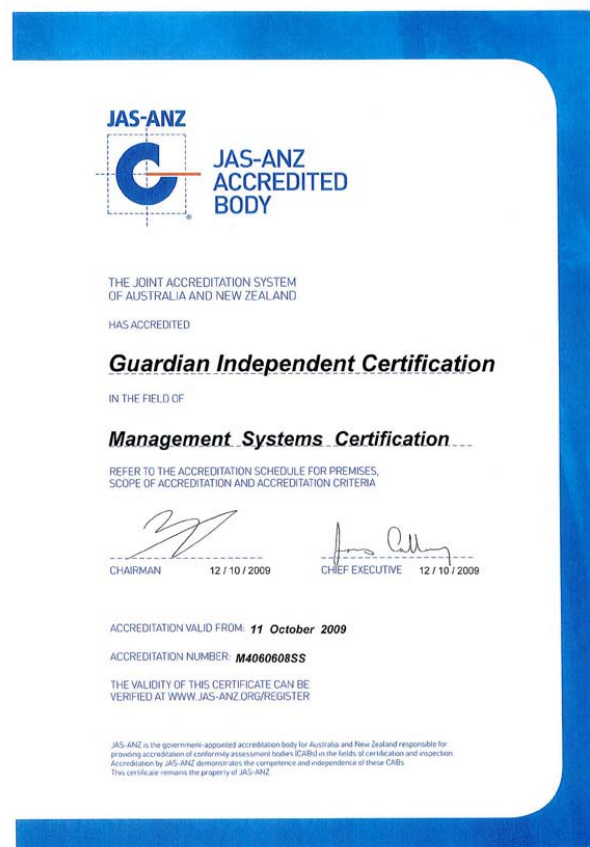 JAS-ANZ
JAS-ANZ
ACCREDITED
BODY
®
THE JOINT ACCREDITATION SYSTEM
OF AUSTRALIA AND NEW ZEALAND
HAS ACCREDITED
Guardian Independent Certification
IN THE FIELD OF
Management Systems Certification
REFER TO THE ACCREDITATION SCHEDULE FOR PREMISES,
SCOPE OF ACCREDITATION AND ACCREDITATION CRITERIA
CHAIRMAN 12 / 10 / 2009 CHIEF EXECUTIVE 12 / 10 / 2009
ACCREDITATION VALID FROM: 11 October 2009
ACCREDITATION NUMBER: M4060608SS
THE VALIDITY OF THIS CERTIFICATE CAN BE
VERIFIED AT WWW.JAS-ANZ.ORG/REGISTER
JAS-ANZ is the government-appointed accreditation body for Australia and New Zealand responsible for
providing accreditation of conformity assessment bodies (CABs) in the fields of certification and inspection.
Accreditation by JAS-ANZ demonstrates the competence and independence of these CABs.
This certificate remains the property of JAS-ANZ